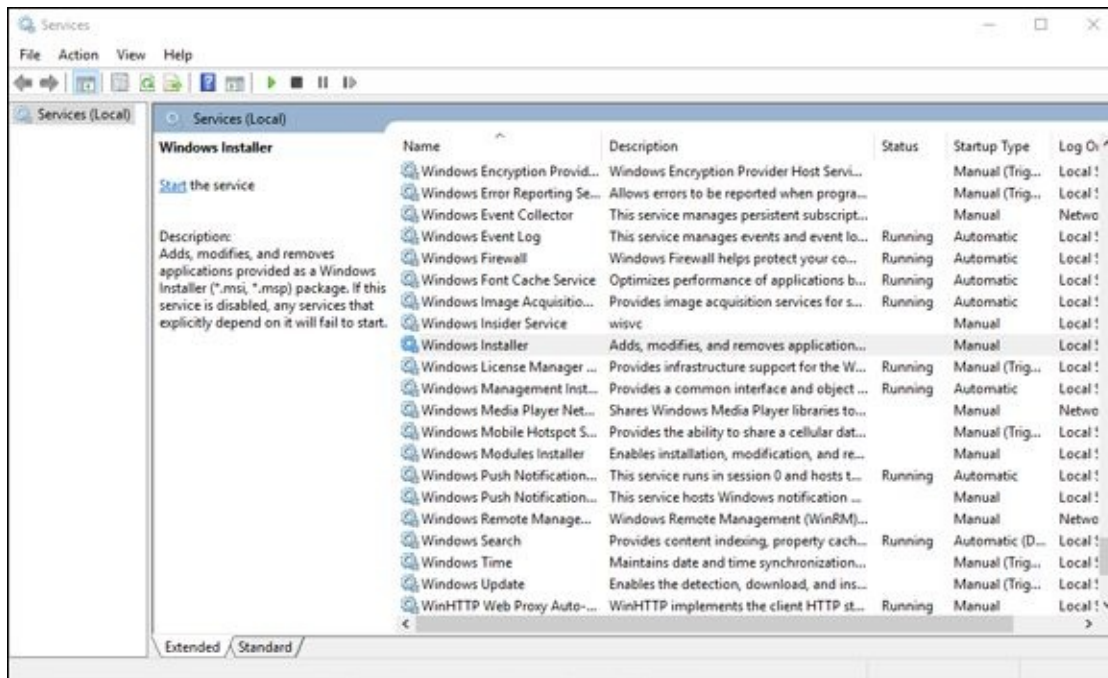 Services
File Action View Help
Services (Local)
Services (Local)
Windows Installer
Start the service
Description:
Adds, modifies, and removes
applications provided as a Windows
Installer (*.msi, *.msp) package. If this
service is disabled, any services that
explicitly depend on it will fail to start.
Name Description Status Startup Type Log O
Windows Encryption Provid... Windows Encryption Provider Host Servi... Manual (Trig... Local S
Windows Error Reporting Se... Allows errors to be reported when progra... Manual (Trig... Local S
Windows Event Collector This service manages persistent subscript... Manual Netwo
Windows Event Log This service manages events and event lo... Running Automatic Local S
Windows Firewall Windows Firewall helps protect your co... Running Automatic Local S
Windows Font Cache Service Optimizes performance of applications b... Running Automatic Local S
Windows Image Acquisitio... Provides image acquisition services for s... Running Automatic Local S
Windows Insider Service wisvc Manual Local S
Windows Installer Adds, modifies, and removes application... Manual Local S
Windows License Manager ... Provides infrastructure support for the W... Running Manual (Trig... Local S
Windows Management Inst... Provides a common interface and object ... Running Automatic Local S
Windows Media Player Net... Shares Windows Media Player libraries to... Manual Netwo
Windows Mobile Hotspot S... Provides the ability to share a cellular dat... Manual (Trig... Local S
Windows Modules Installer Enables installation, modification, and re... Manual Local S
Windows Push Notification... This service runs in session 0 and hosts t... Running Automatic Local S
Windows Push Notification... This service hosts Windows notification ... Manual Local S
Windows Remote Manage... Windows Remote Management (WinRM)... Manual Netwo
Windows Search Provides content indexing, property cach... Running Automatic (D... Local S
Windows Time Maintains date and time synchronization... Manual (Trig... Local S
Windows Update Enables the detection, download, and ins... Manual (Trig... Local S
WinHTTP Web Proxy Auto-... WinHTTP implements the client HTTP st... Running Manual Local S
Extended Standard